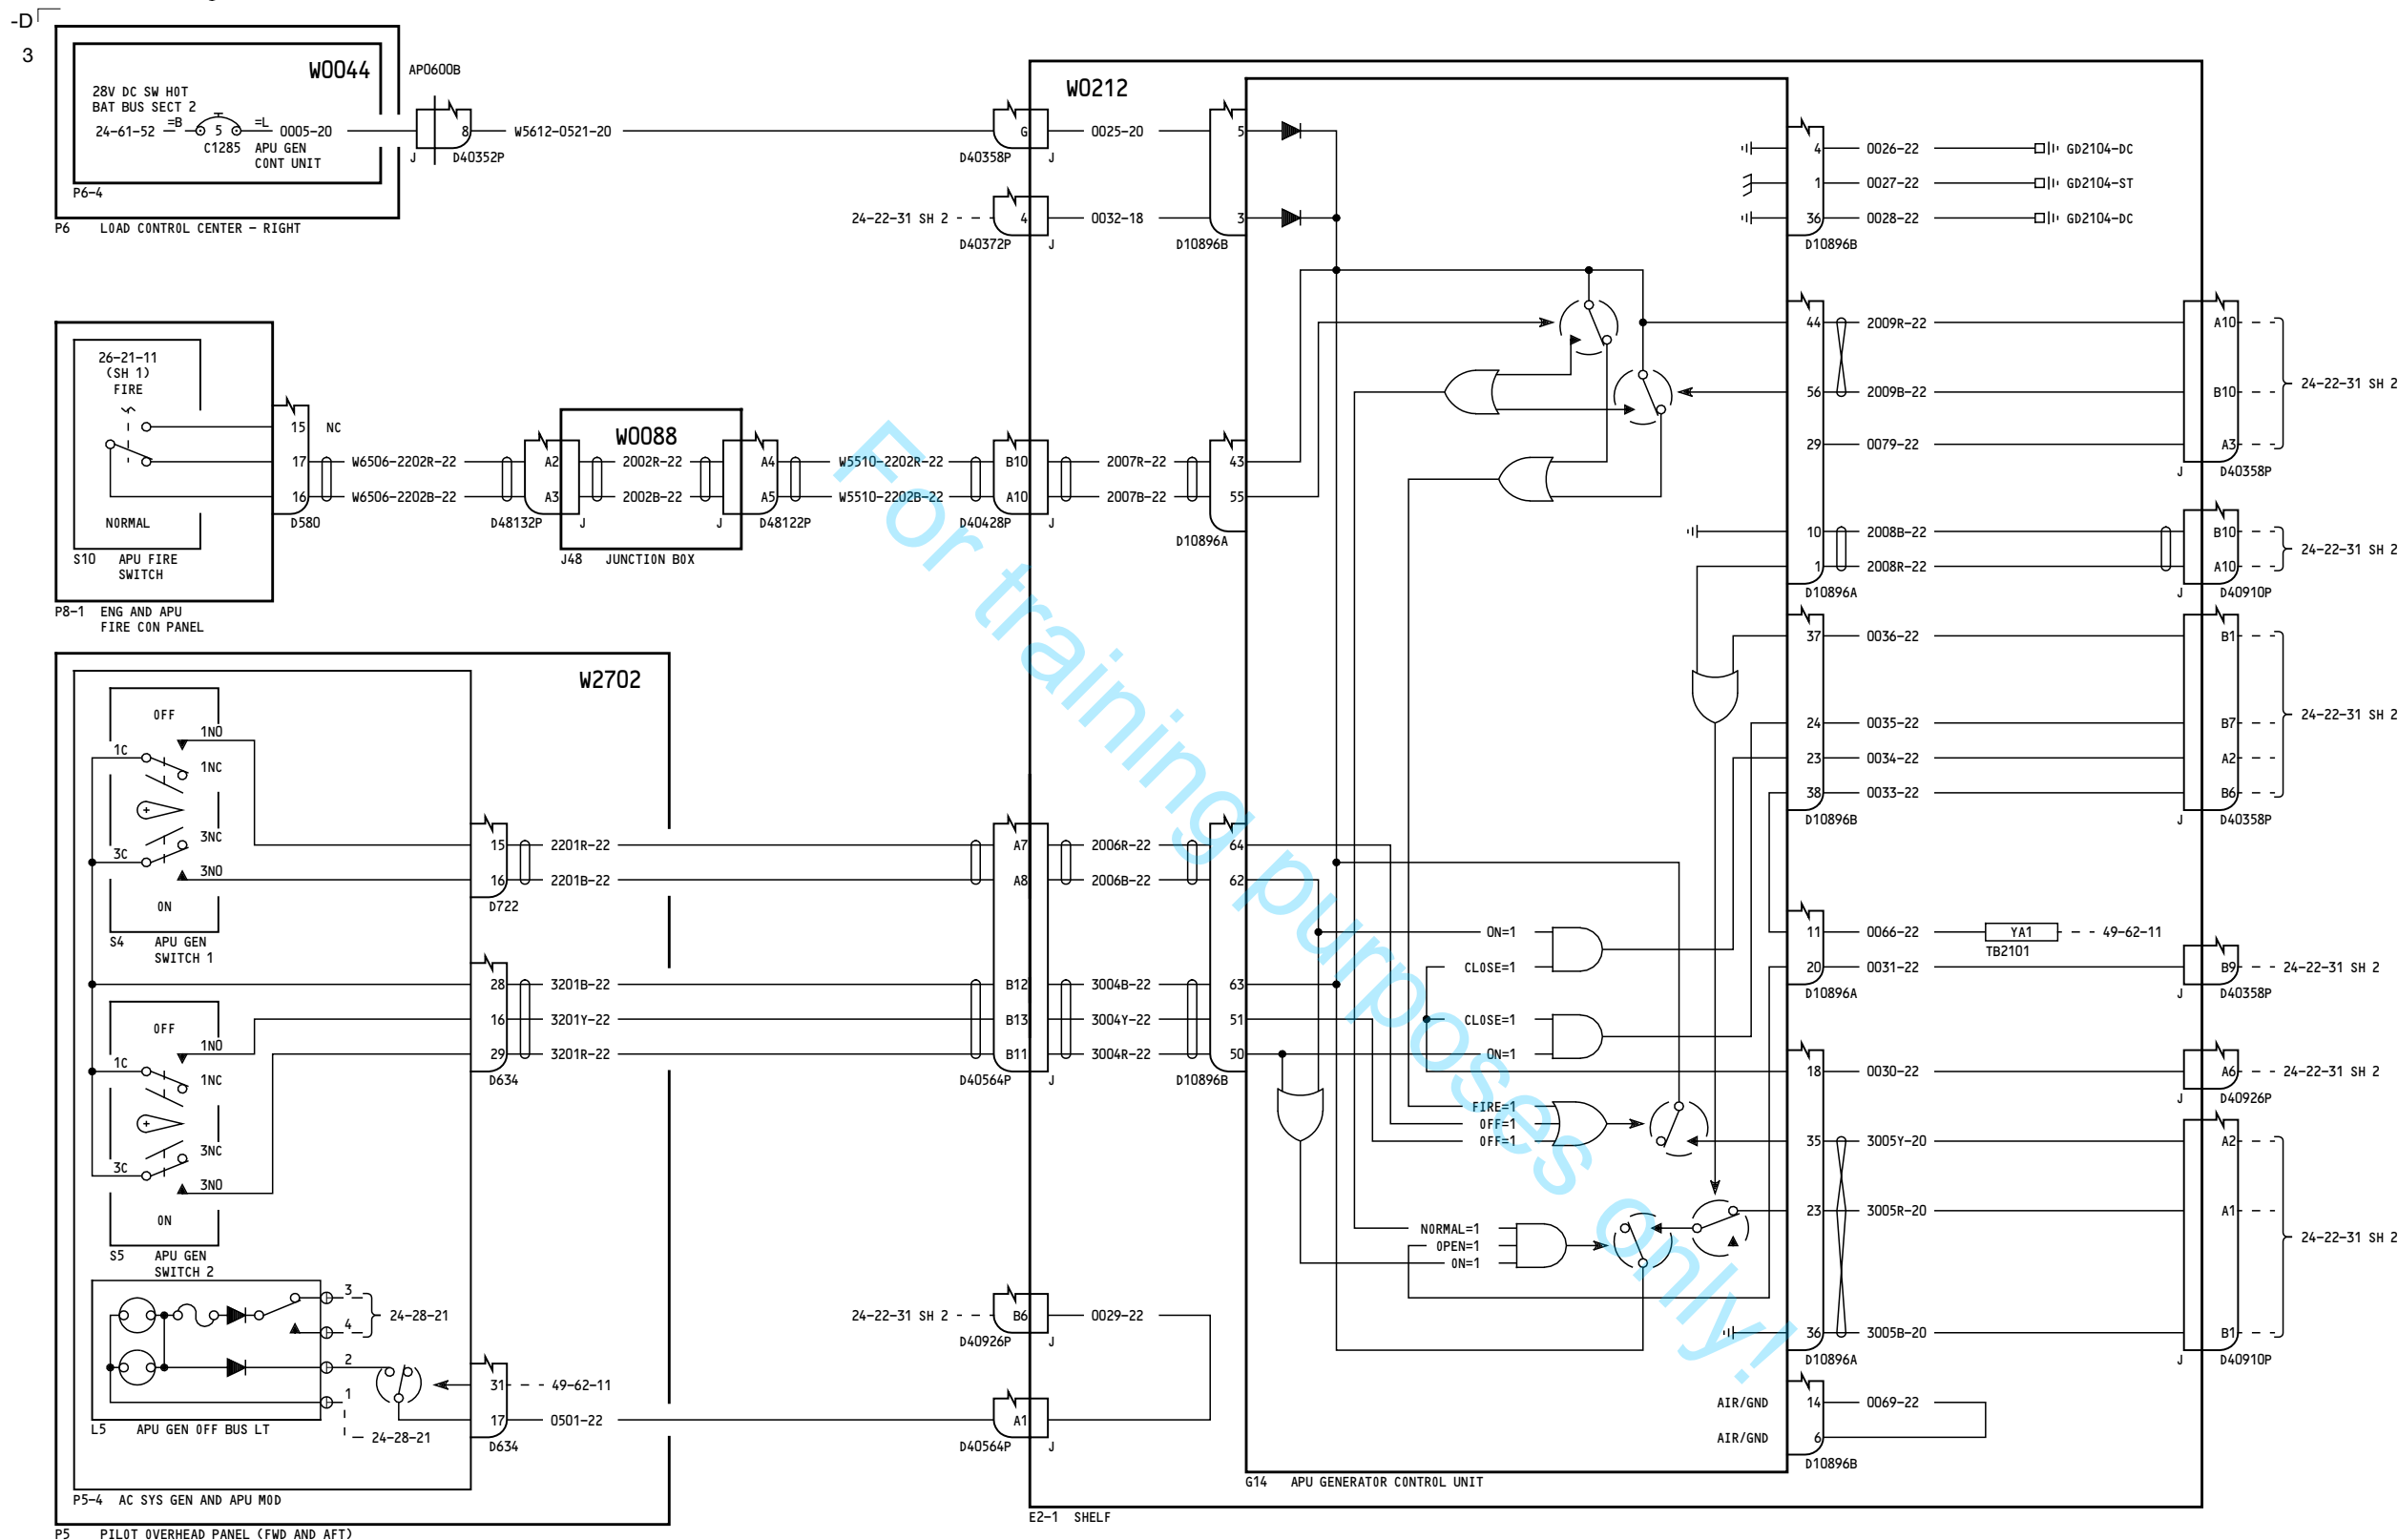 -D
3
W0044
AP0600B
28V DC SW HOT
BAT BUS SECT 2
24-61-52 =B 5 =L 0005-20
C1285 APU GEN
CONT UNIT
P6-4
P6 LOAD CONTROL CENTER - RIGHT
8 W5612-0521-20 G 0025-20 5
J D40352P D40358P J
24-22-31 SH 2 4 0032-18 3
D40372P J D10896B
W0212
4 0026-22 GD2104-DC
1 0027-22 GD2104-ST
36 0028-22 GD2104-DC
D10896B
44 2009R-22 A10
56 2009B-22 B10 24-22-31 SH 2
29 0079-22 A3
J D40358P
26-21-11
(SH 1)
FIRE
15 NC
17 W6506-2202R-22 A2 2002R-22 A4 W5510-2202R-22 B10 2007R-22 43
16 W6506-2202B-22 A3 2002B-22 A5 W5510-2202B-22 A10 2007B-22 55
NORMAL
D580 D48132P J J D48122P D40428P J D10896A
W0088
J48 JUNCTION BOX
S10 APU FIRE
SWITCH
P8-1 ENG AND APU
FIRE CON PANEL
10 2008B-22 B10 24-22-31 SH 2
1 2008R-22 A10
D10896A J D40910P
37 0036-22 B1
24 0035-22 B7 24-22-31 SH 2
23 0034-22 A2
38 0033-22 B6
D10896B J D40358P
W2702
OFF
1NO
1C
1NC
3NC
3C
3NO
ON
S4 APU GEN
SWITCH 1
15 2201R-22 A7 2006R-22 64
16 2201B-22 A8 2006B-22 62
D722
28 3201B-22 B12 3004B-22 63
16 3201Y-22 B13 3004Y-22 51
29 3201R-22 B11 3004R-22 50
D634 D40564P J D10896B
OFF
1NO
1C
1NC
3NC
3C
3NO
ON
S5 APU GEN
SWITCH 2
ON=1
CLOSE=1
CLOSE=1
ON=1
FIRE=1
OFF=1
OFF=1
NORMAL=1
OPEN=1
ON=1
11 0066-22 YA1 49-62-11
TB2101
20 0031-22 B9 24-22-31 SH 2
D10896A J D40358P
18 0030-22 A6 24-22-31 SH 2
J D40926P
35 3005Y-20 A2
23 3005R-20 A1 24-22-31 SH 2
36 3005B-20 B1
D10896A J D40910P
AIR/GND 14 0069-22
AIR/GND 6
D10896B
3
4 24-28-21
2
1
24-28-21
L5 APU GEN OFF BUS LT
31 49-62-11
17 0501-22 A1
D634 D40564P J
24-22-31 SH 2 B6 0029-22
D40926P J
G14 APU GENERATOR CONTROL UNIT
P5-4 AC SYS GEN AND APU MOD
E2-1 SHELF
P5 PILOT OVERHEAD PANEL (FWD AND AFT)
For training purposes only!